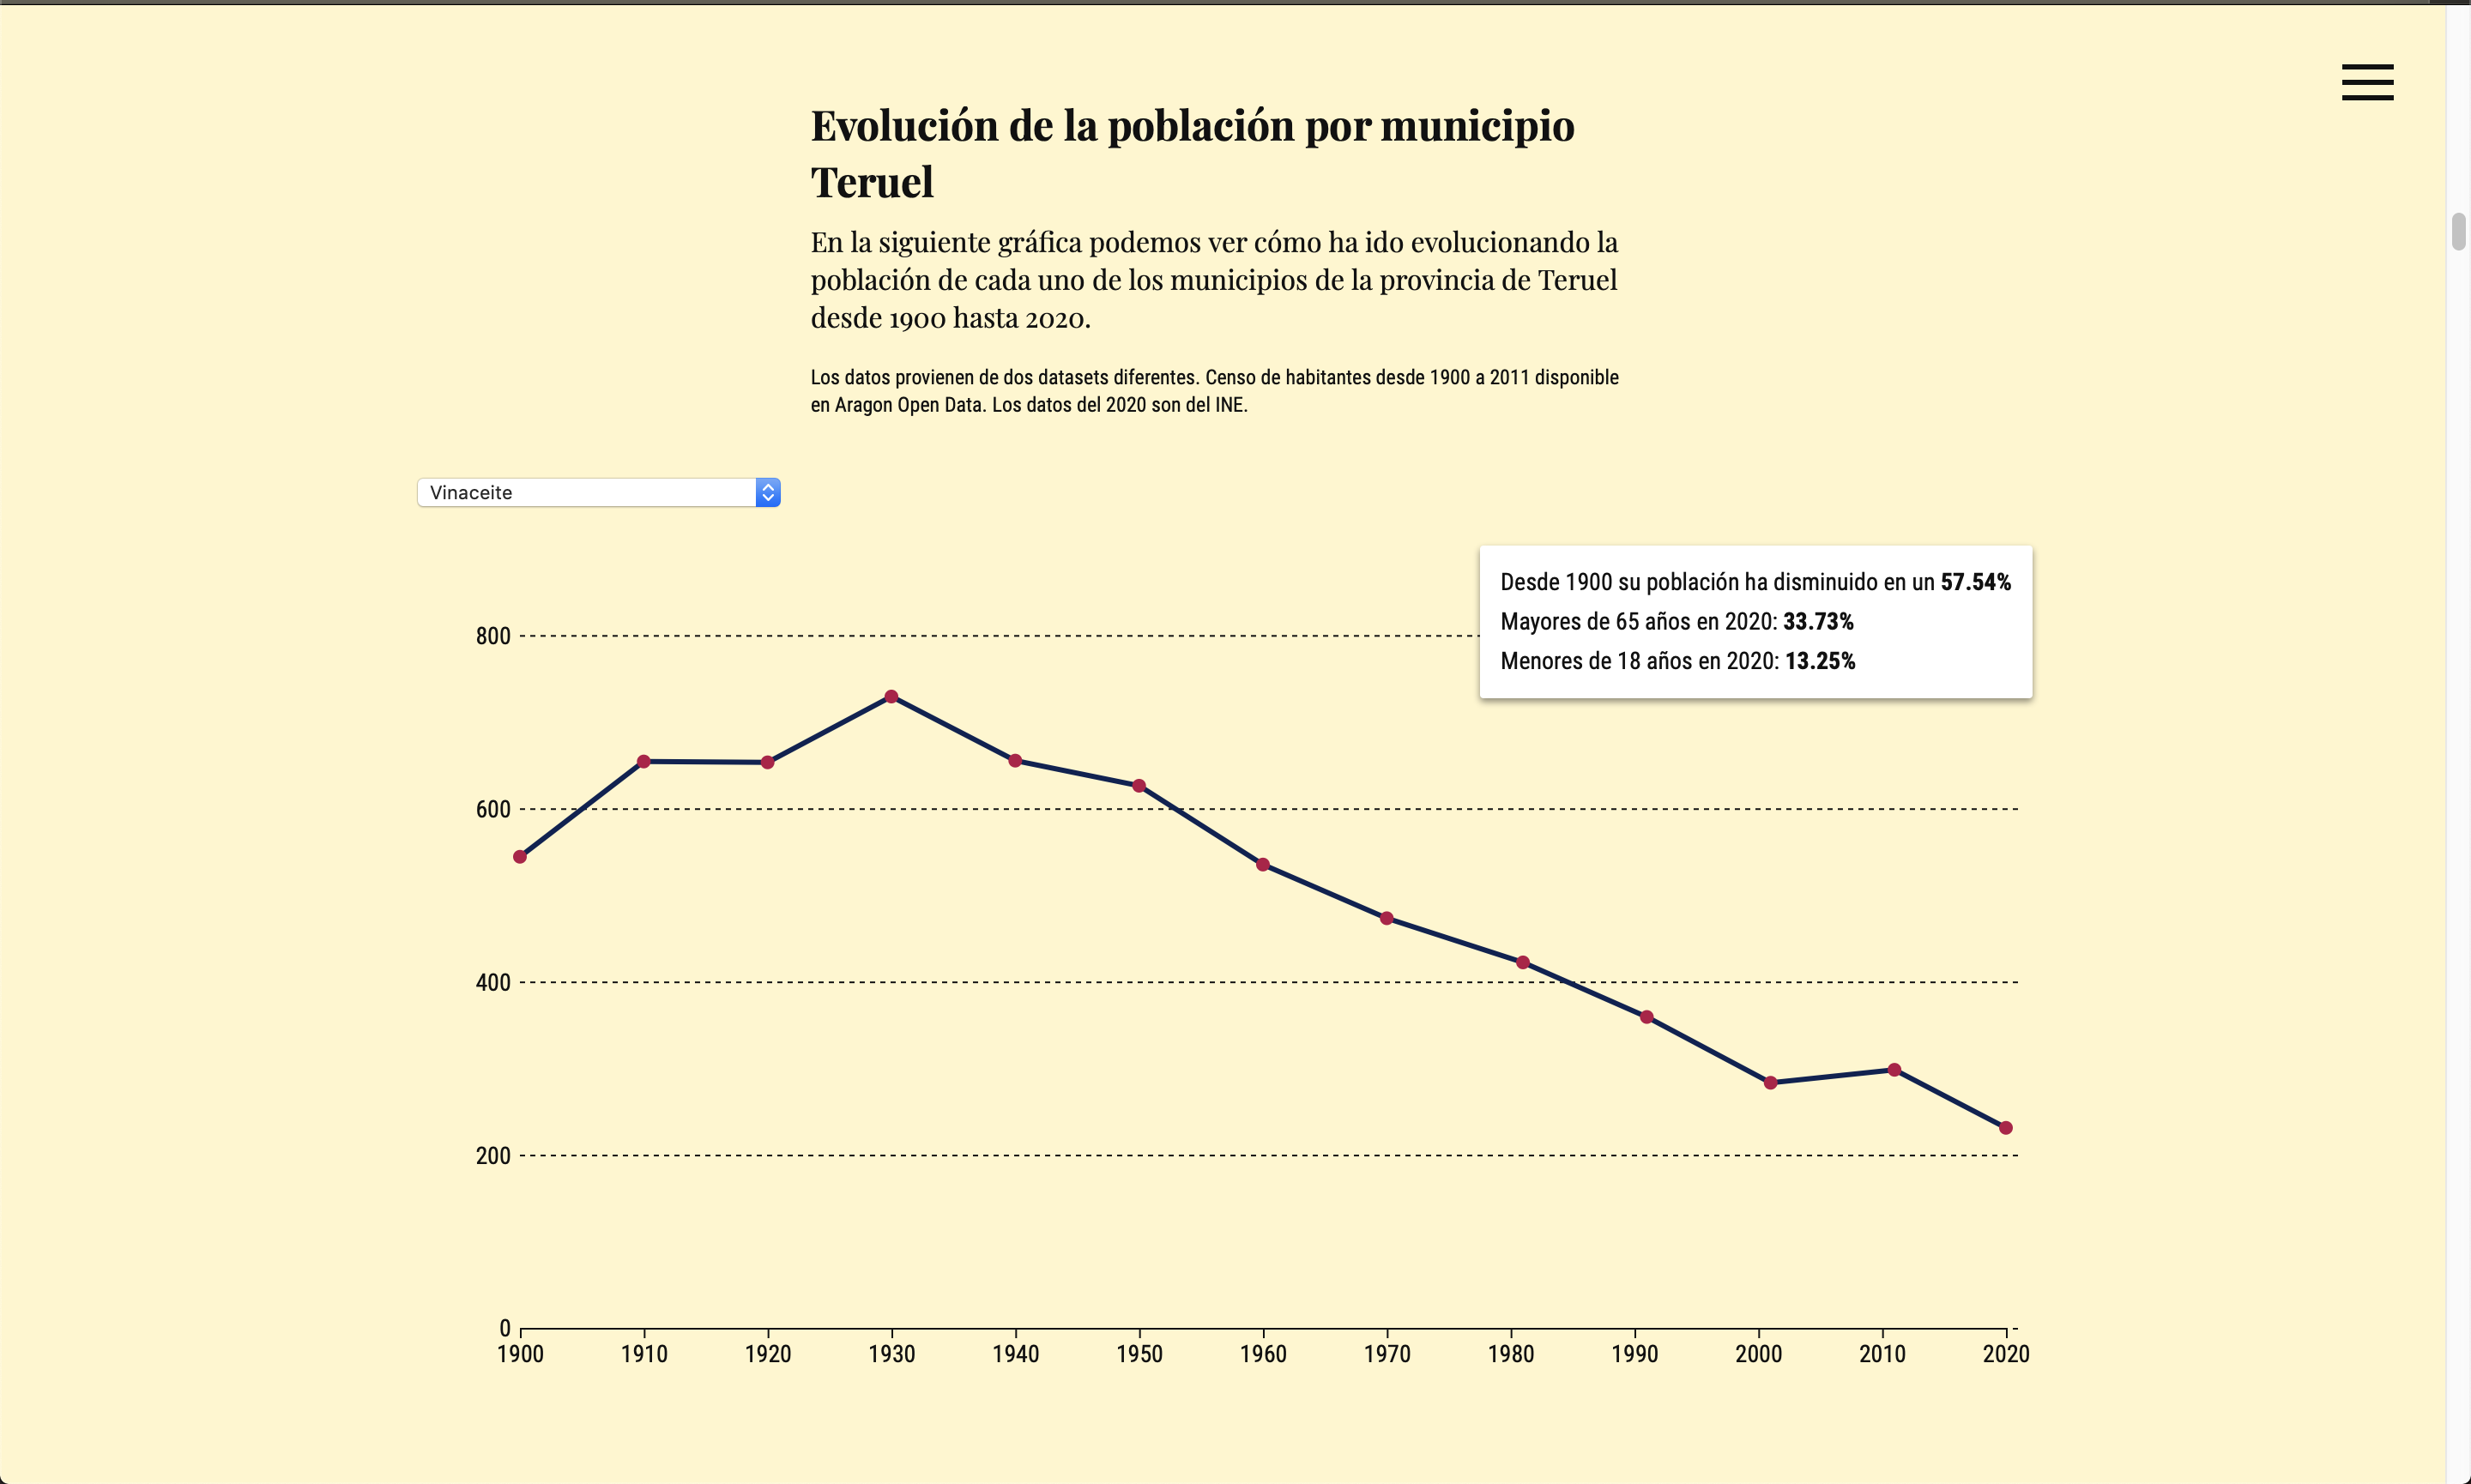 Evolución de la población por municipio
Teruel
En la siguiente gráfica podemos ver cómo ha ido evolucionando la
población de cada uno de los municipios de la provincia de Teruel
desde 1900 hasta 2020.
Los datos provienen de dos datasets diferentes. Censo de habitantes desde 1900 a 2011 disponible
en Aragon Open Data. Los datos del 2020 son del INE.
Vinaceite
Desde 1900 su población ha disminuido en un 57.54%
Mayores de 65 años en 2020: 33.73%
Menores de 18 años en 2020: 13.25%
800
600
400
200
0
1900 1910 1920 1930 1940 1950 1960 1970 1980 1990 2000 2010 2020